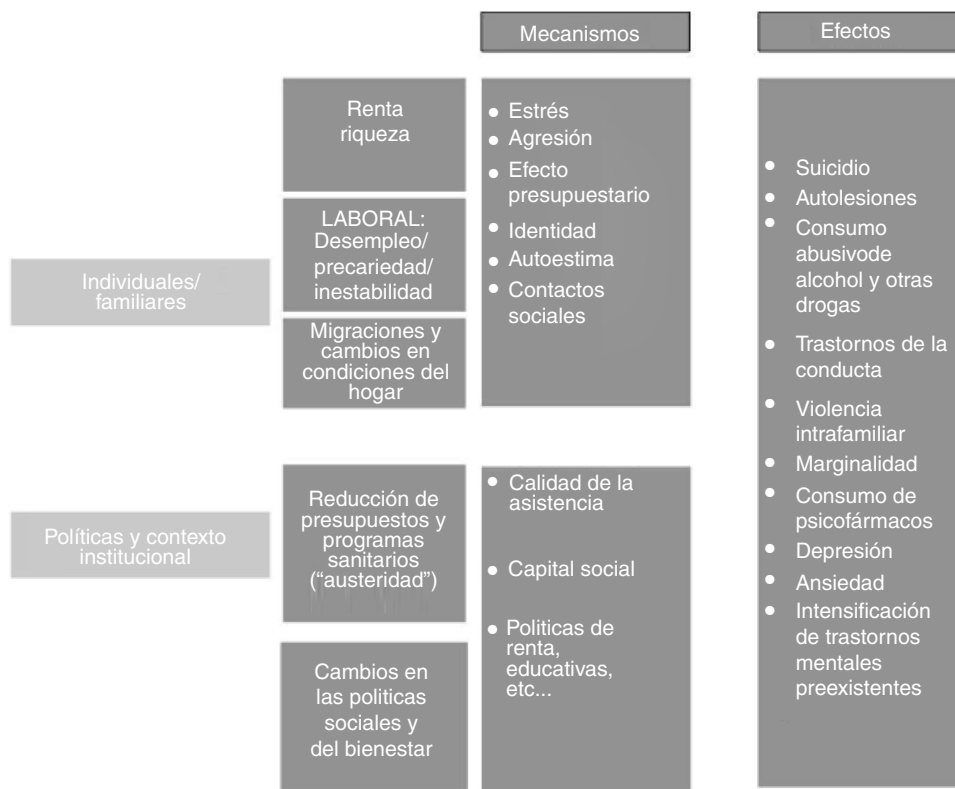 Mecanismos
Efectos
Individuales/
familiares
Renta
riqueza
LABORAL:
Desempleo/
precariedad/
inestabilidad
Migraciones y
cambios en
condiciones del
hogar
• Estrés
• Agresión
• Efecto
presupuestario
• Identidad
• Autoestima
• Contactos
sociales
Políticas y contexto
institucional
Reducción de
presupuestos y
programas
sanitarios
(“austeridad”)
Cambios en
las politicas
sociales y
del bienestar
• Calidad de la
asistencia
• Capital social
• Politicas de
renta,
educativas,
etc...
• Suicidio
• Autolesiones
• Consumo
abusivode
alcohol y otras
drogas
• Trastornos de la
conducta
• Violencia
intrafamiliar
• Marginalidad
• Consumo de
psicofármacos
• Depresión
• Ansiedad
• Intensificación
de trastornos
mentales
preexistentes